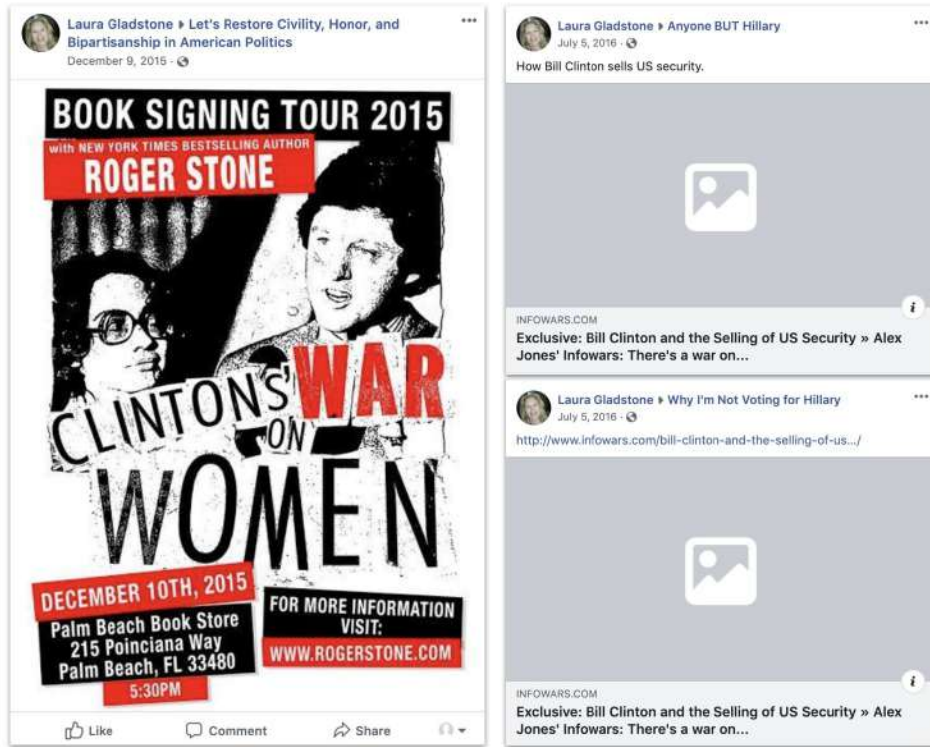 Laura Gladstone ▸ Let's Restore Civility, Honor, and
Bipartisanship in American Politics
December 9, 2015 ·
BOOK SIGNING TOUR 2015
with NEW YORK TIMES BESTSELLING AUTHOR
ROGER STONE
CLINTONS' WAR
ON
WOMEN
DECEMBER 10TH, 2015
Palm Beach Book Store
215 Poinciana Way
Palm Beach, FL 33480
5:30PM
FOR MORE INFORMATION
VISIT:
WWW.ROGERSTONE.COM
Like Comment Share
Laura Gladstone ▸ Anyone BUT Hillary
July 5, 2016 ·
How Bill Clinton sells US security.
i
INFOWARS.COM
Exclusive: Bill Clinton and the Selling of US Security » Alex
Jones' Infowars: There's a war on...
Laura Gladstone ▸ Why I'm Not Voting for Hillary
July 5, 2016 ·
http://www.infowars.com/bill-clinton-and-the-selling-of-us.../
i
INFOWARS.COM
Exclusive: Bill Clinton and the Selling of US Security » Alex
Jones' Infowars: There's a war on...